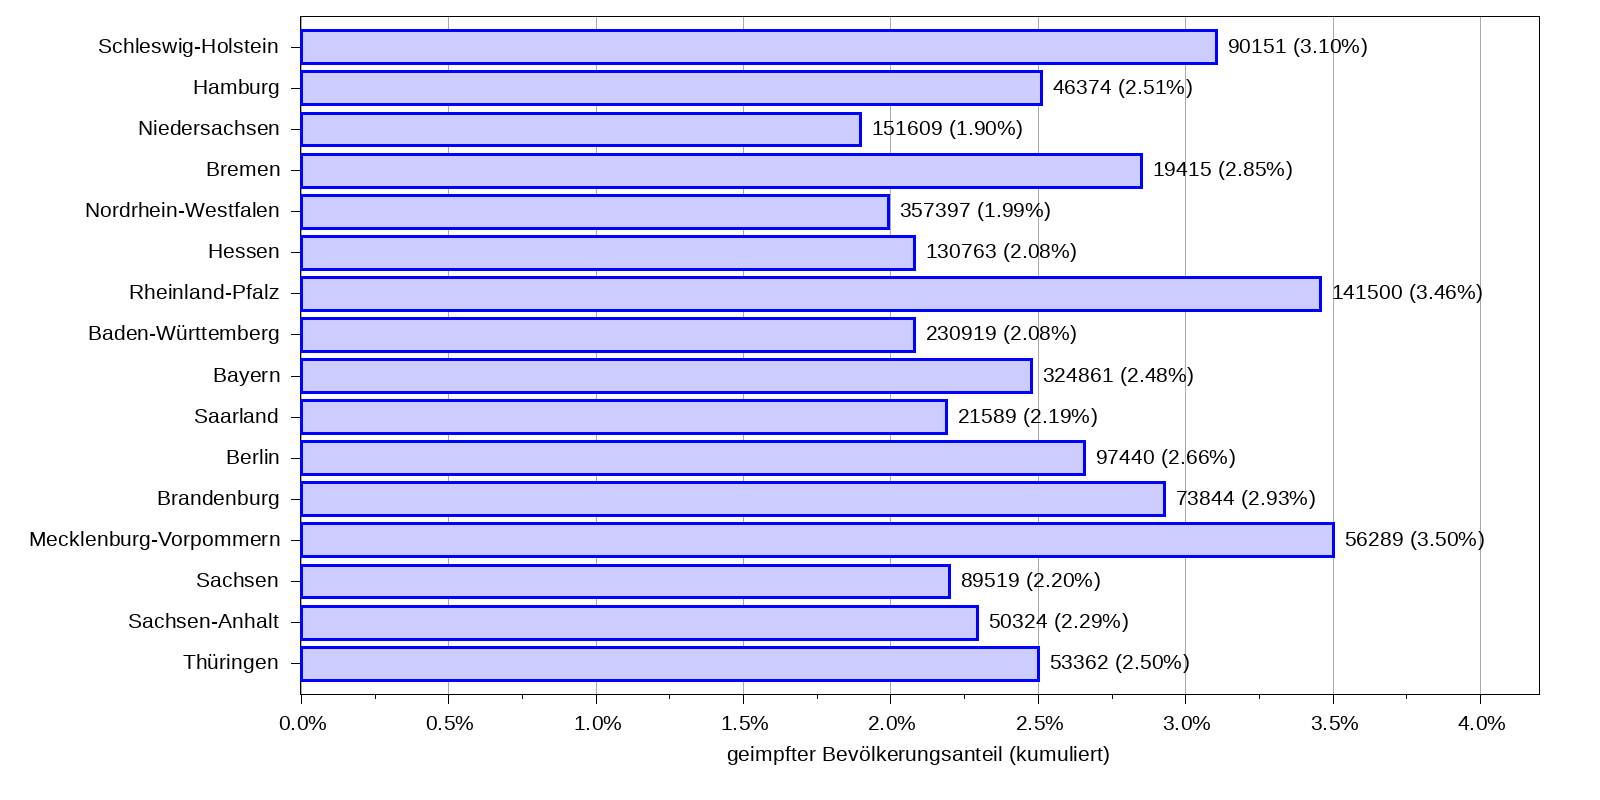 Schleswig-Holstein 90151 (3.10%)
Hamburg 46374 (2.51%)
Niedersachsen 151609 (1.90%)
Bremen 19415 (2.85%)
Nordrhein-Westfalen 357397 (1.99%)
Hessen 130763 (2.08%)
Rheinland-Pfalz 141500 (3.46%)
Baden-Württemberg 230919 (2.08%)
Bayern 324861 (2.48%)
Saarland 21589 (2.19%)
Berlin 97440 (2.66%)
Brandenburg 73844 (2.93%)
Mecklenburg-Vorpommern 56289 (3.50%)
Sachsen 89519 (2.20%)
Sachsen-Anhalt 50324 (2.29%)
Thüringen 53362 (2.50%)
0.0% 0.5% 1.0% 1.5% 2.0% 2.5% 3.0% 3.5% 4.0%
geimpfter Bevölkerungsanteil (kumuliert)